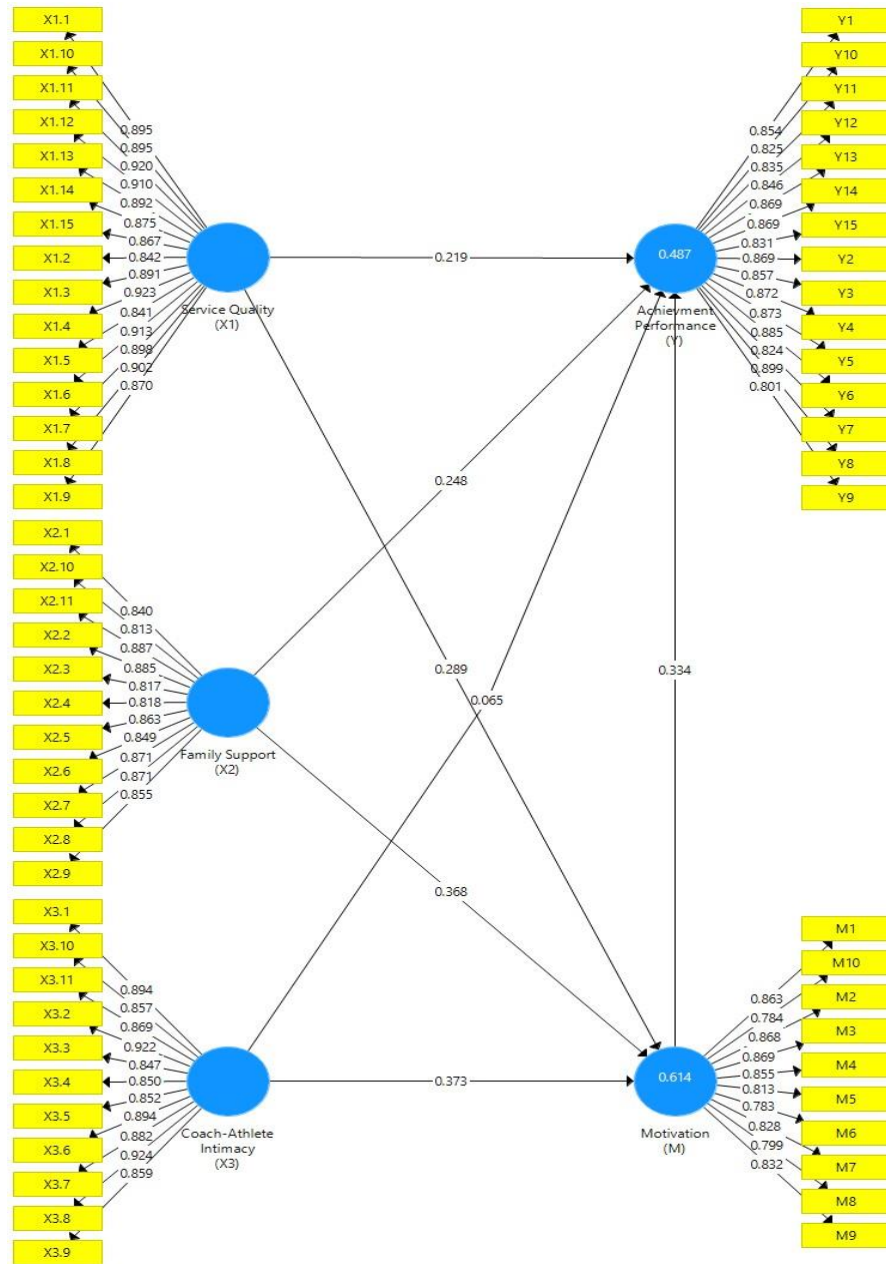 X1.1
X1.10
X1.11
X1.12
X1.13
X1.14
X1.15
X1.2
X1.3
X1.4
X1.5
X1.6
X1.7
X1.8
X1.9
0.895
0.895
0.920
0.910
0.892
0.875
0.867
0.842
0.891
0.923
0.841
0.913
0.898
0.902
0.870
Service Quality
(X1)
0.219
0.248
0.289
0.065
0.334
0.368
0.373
0.487
Achievment
Performance
(Y)
0.854
0.825
0.835
0.846
0.869
0.869
0.831
0.869
0.857
0.872
0.873
0.885
0.824
0.899
0.801
Y1
Y10
Y11
Y12
Y13
Y14
Y15
Y2
Y3
Y4
Y5
Y6
Y7
Y8
Y9
X2.1
X2.10
X2.11
X2.2
X2.3
X2.4
X2.5
X2.6
X2.7
X2.8
X2.9
0.840
0.813
0.887
0.885
0.817
0.818
0.863
0.849
0.871
0.871
0.855
Family Support
(X2)
X3.1
X3.10
X3.11
X3.2
X3.3
X3.4
X3.5
X3.6
X3.7
X3.8
X3.9
0.894
0.857
0.869
0.922
0.847
0.850
0.852
0.894
0.882
0.924
0.859
Coach-Athlete
Intimacy
(X3)
0.614
Motivation
(M)
0.863
0.784
0.868
0.869
0.855
0.813
0.783
0.828
0.799
0.832
M1
M10
M2
M3
M4
M5
M6
M7
M8
M9